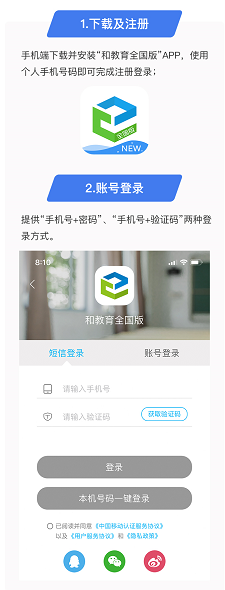 1.下载及注册
手机端下载并安装“和教育全国版”APP，使用
个人手机号码即可完成注册登录；
全国版
NEW
2.账号登录
提供“手机号+密码”、“手机号+验证码”两种登
录方式。
8:10
和教育全国版
短信登录 账号登录
请输入手机号
请输入验证码 获取验证码
登录
本机号码一键登录
已阅读并同意《中国移动认证服务协议》
以及《用户服务协议》和《隐私政策》